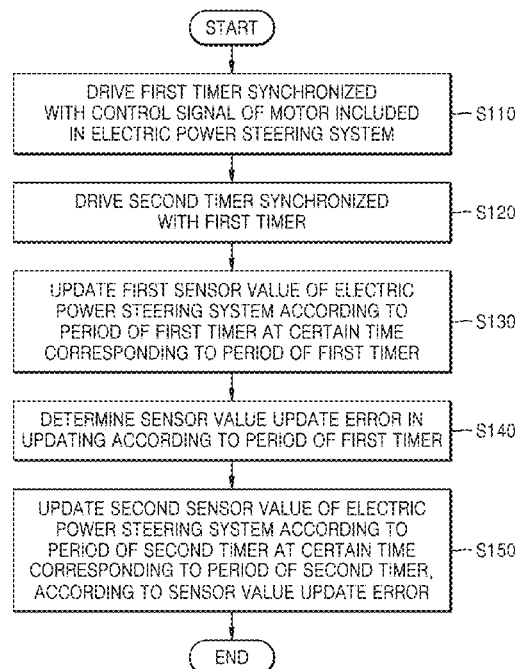 START
DRIVE FIRST TIMER SYNCHRONIZED
WITH CONTROL SIGNAL OF MOTOR INCLUDED
IN ELECTRIC POWER STEERING SYSTEM
S110
DRIVE SECOND TIMER SYNCHRONIZED
WITH FIRST TIMER
S120
UPDATE FIRST SENSOR VALUE OF ELECTRIC
POWER STEERING SYSTEM ACCORDING TO
PERIOD OF FIRST TIMER AT CERTAIN TIME
CORRESPONDING TO PERIOD OF FIRST TIMER
S130
DETERMINE SENSOR VALUE UPDATE ERROR IN
UPDATING ACCORDING TO PERIOD OF FIRST TIMER
S140
UPDATE SECOND SENSOR VALUE OF ELECTRIC
POWER STEERING SYSTEM ACCORDING TO
PERIOD OF SECOND TIMER AT CERTAIN TIME
CORRESPONDING TO PERIOD OF SECOND TIMER,
ACCORDING TO SENSOR VALUE UPDATE ERROR
S150
END